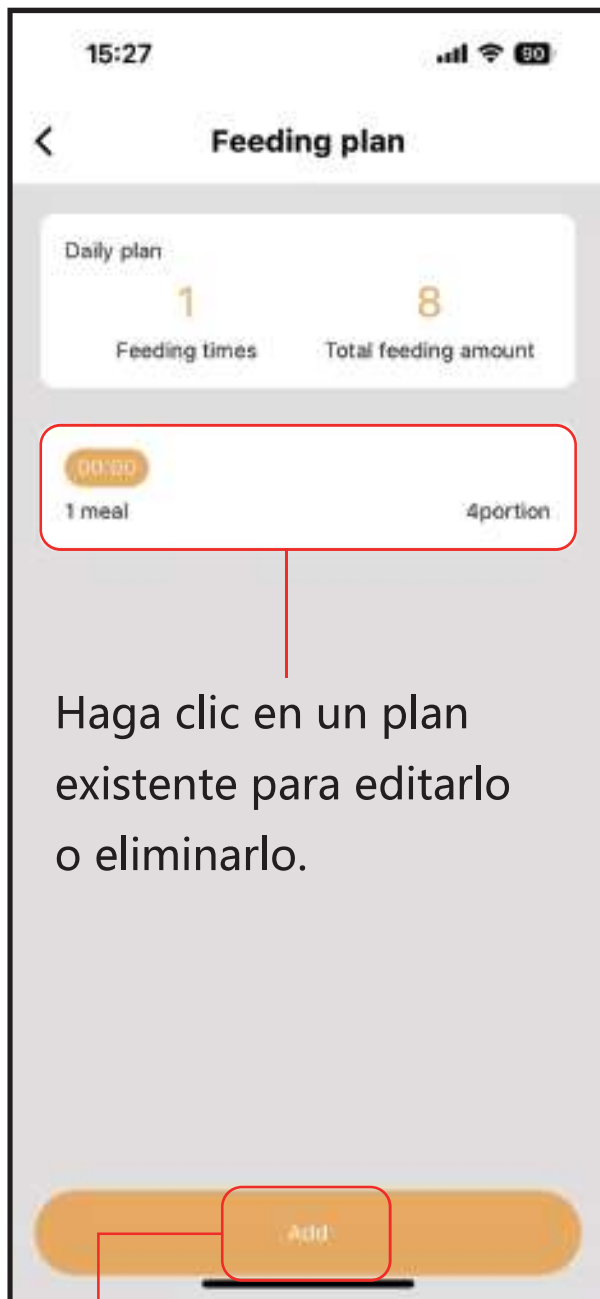 15:27 90
Feeding plan
Daily plan
1 8
Feeding times Total feeding amount
00:00
1 meal 4portion
Haga clic en un plan
existente para editarlo
o eliminarlo.
Add